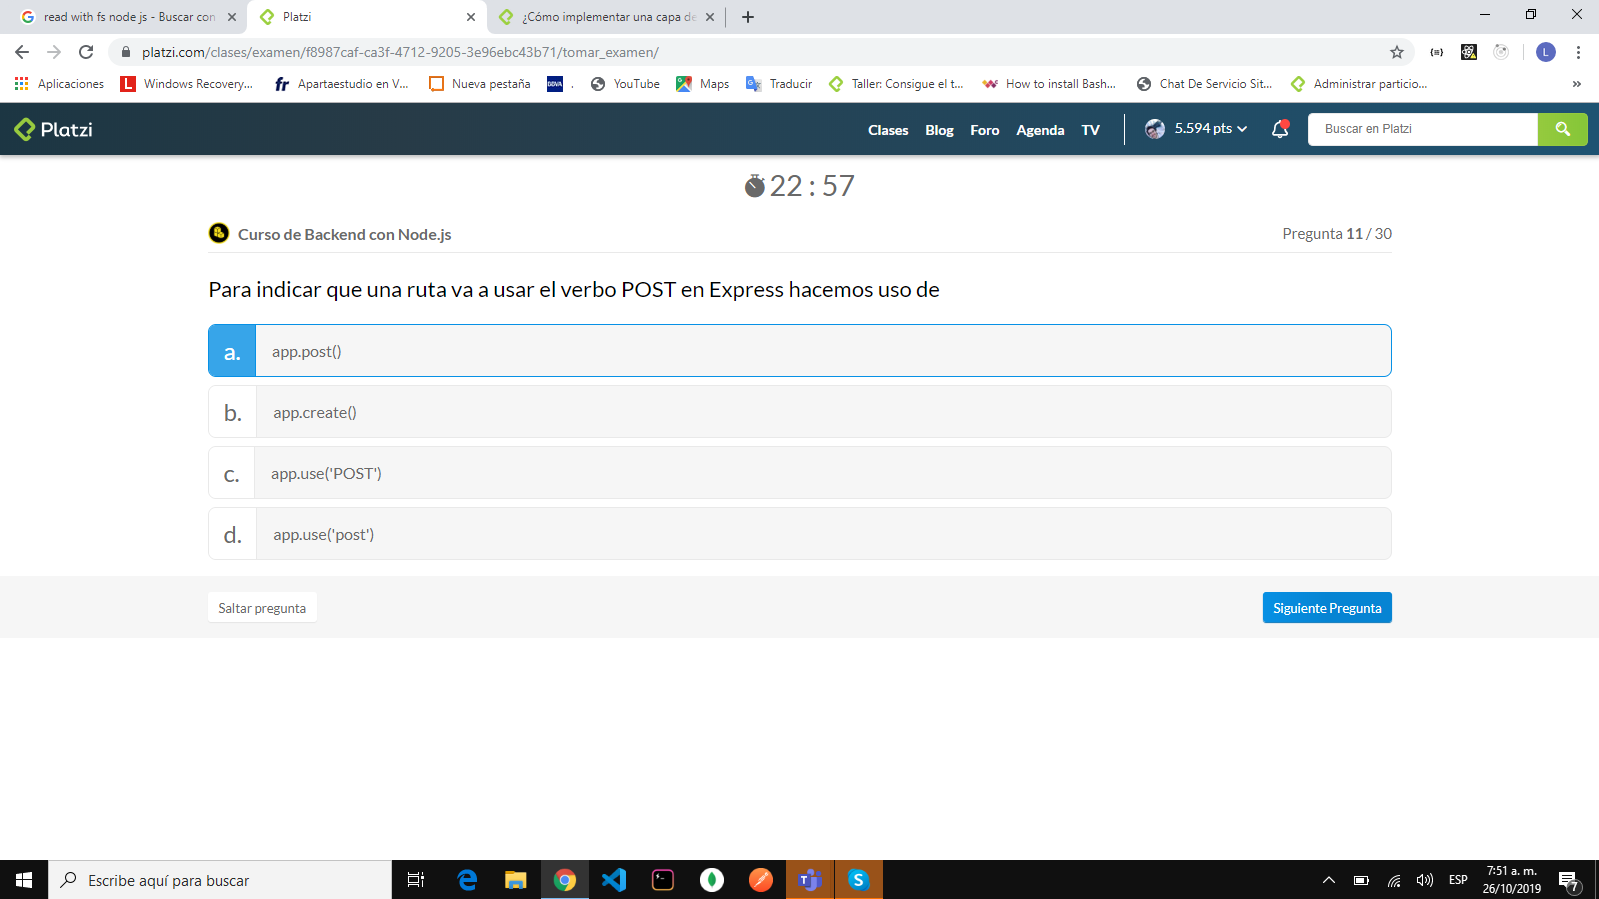 read with fs node js - Buscar con
Platzi
¿Cómo implementar una capa de
platzi.com/clases/examen/f8987caf-ca3f-4712-9205-3e96ebc43b71/tomar_examen/
L
Aplicaciones
L Windows Recovery...
fr Apartaestudio en V...
Nueva pestaña
BBVA .
YouTube
Maps
Traducir
Taller: Consigue el t...
How to install Bash...
Chat De Servicio Sit...
Administrar particio...
»
Platzi
Clases
Blog
Foro
Agenda
TV
5.594 pts
Buscar en Platzi
22 : 57
Curso de Backend con Node.js
Pregunta 11 / 30
Para indicar que una ruta va a usar el verbo POST en Express hacemos uso de
a. app.post()
b. app.create()
c. app.use('POST')
d. app.use('post')
Saltar pregunta
Siguiente Pregunta
Escribe aquí para buscar
ESP
7:51 a. m.
26/10/2019
7